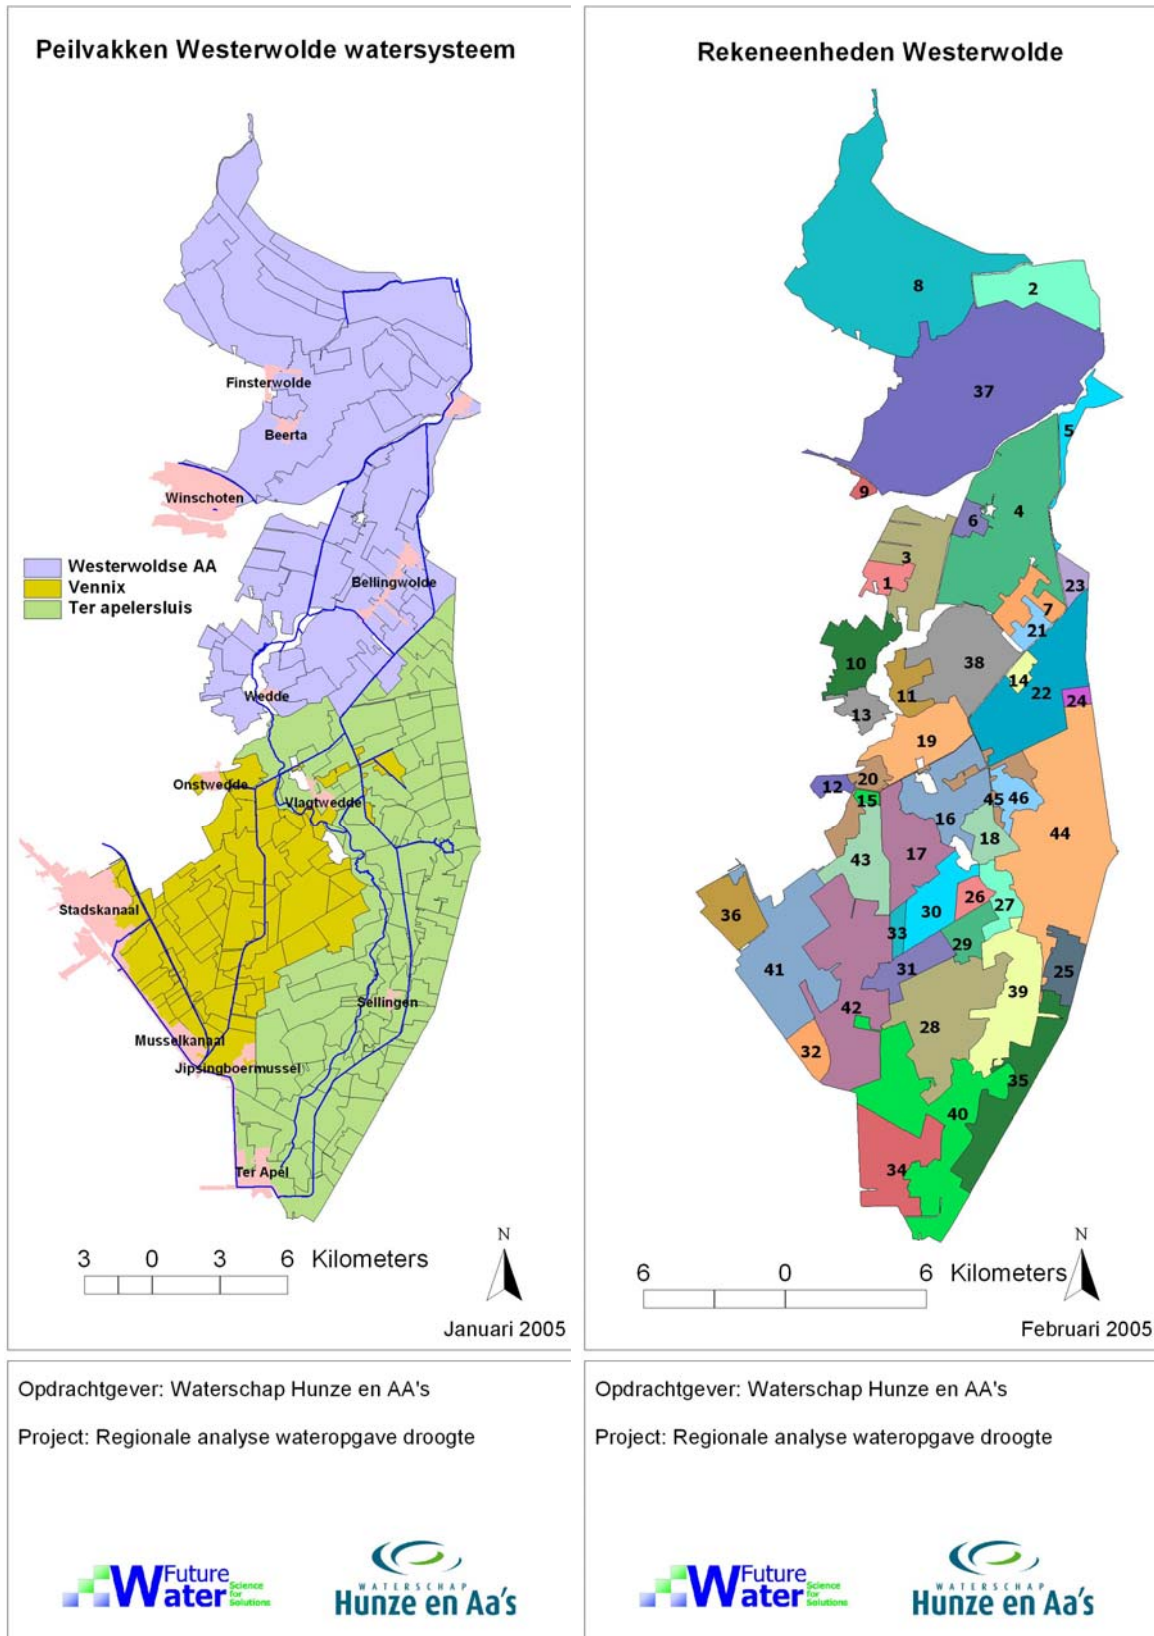 Peilvakken Westerwolde watersysteem
Finsterwolde
Beerta
Winschoten
Westerwoldse AA
Vennix
Ter apelersluis
Bellingwolde
Wedde
Onstwedde
Vlagtwedde
Stadskanaal
Sellingen
Musselkanaal
Jipsingboermussel
Ter Apel
3 0 3 6 Kilometers
N
Januari 2005
Opdrachtgever: Waterschap Hunze en AA's
Project: Regionale analyse wateropgave droogte
Future
Water
Science
for
Solutions
WATERSCHAP
Hunze en Aa's
Rekeneenheden Westerwolde
8
2
37
5
9
6
4
3
1
23
7
21
10
38
14
11
22
24
13
19
20
12
15
45
46
16
18
44
43
17
26
27
36
30
33
29
41
31
25
39
42
28
32
35
40
34
6 0 6 Kilometers
N
Februari 2005
Opdrachtgever: Waterschap Hunze en AA's
Project: Regionale analyse wateropgave droogte
Future
Water
Science
for
Solutions
WATERSCHAP
Hunze en Aa's